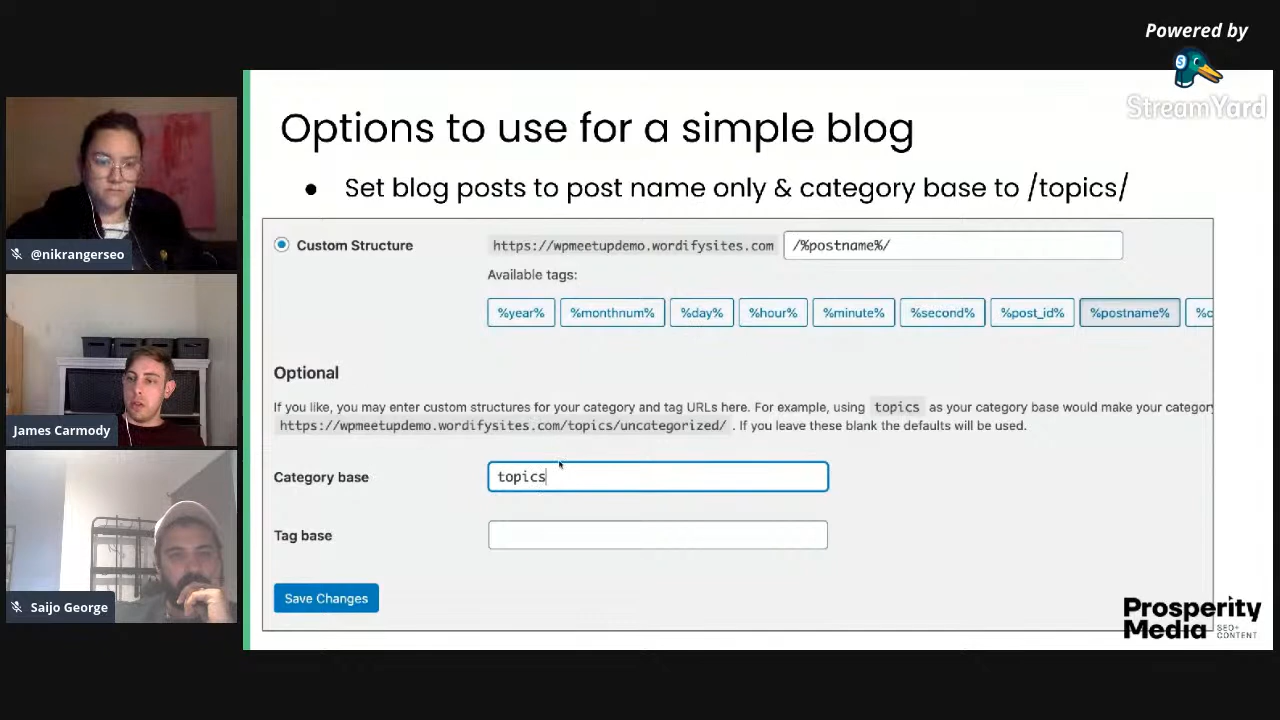 Powered by
S
StreamYard
Options to use for a simple blog
● Set blog posts to post name only & category base to /topics/
Custom Structure
https://wpmeetupdemo.wordifysites.com
/%postname%/
Available tags:
%year%
%monthnum%
%day%
%hour%
%minute%
%second%
%post_id%
%postname%
%c
Optional
If you like, you may enter custom structures for your category and tag URLs here. For example, using topics as your category base would make your category
https://wpmeetupdemo.wordifysites.com/topics/uncategorized/ . If you leave these blank the defaults will be used.
Category base
topics
Tag base
Save Changes
Prosperity
Media SEO+
CONTENT
@nikrangerseo
James Carmody
Saijo George